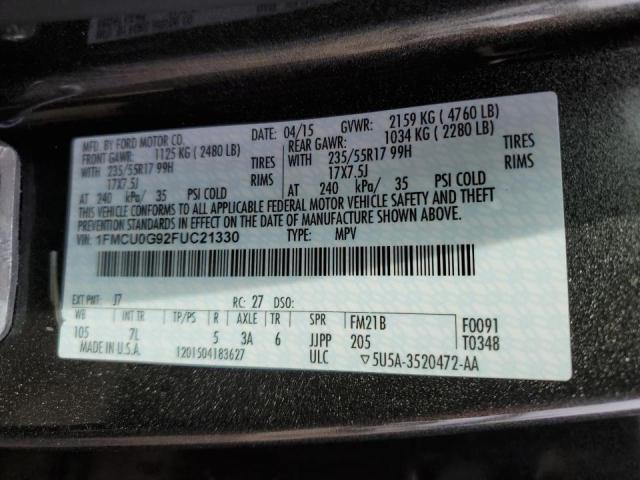 MFD. BY FORD MOTOR CO.
DATE: 04/15 GVWR: 2159 KG ( 4760 LB)
FRONT GAWR: 1125 KG ( 2480 LB)
REAR GAWR: 1034 KG ( 2280 LB)
WITH 235/55R17 99H TIRES
WITH 235/55R17 99H TIRES
17X7.5J RIMS
17X7.5J RIMS
AT 240 kPa/ 35 PSI COLD
AT 240 kPa/ 35 PSI COLD
THIS VEHICLE CONFORMS TO ALL APPLICABLE FEDERAL MOTOR VEHICLE SAFETY AND THEFT
PREVENTION STANDARDS IN EFFECT ON THE DATE OF MANUFACTURE SHOWN ABOVE.
VIN: 1FMCU0G92FUC21330 TYPE: MPV
EXT PNT: J7 RC: 27 DSO:
WB INT TR TP/PS R AXLE TR SPR FM21B F0091
105 7L 5 3A 6 JJPP 205 T0348
MADE IN U.S.A. 1201504183627 ULC ▽5U5A-3520472-AA